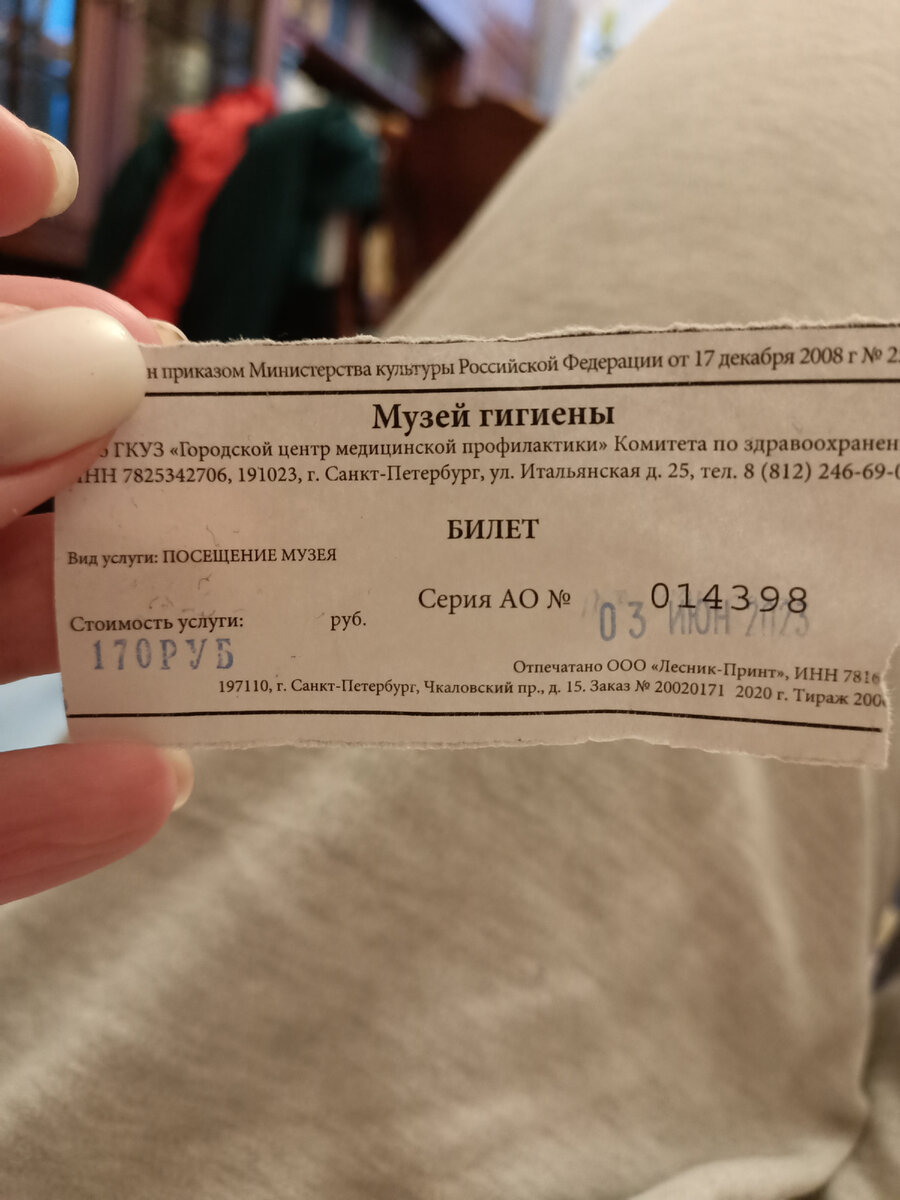 приказом Министерства культуры Российской Федерации от 17 декабря 2008 г №
Музей гигиены
ГКУЗ «Городской центр медицинской профилактики» Комитета по здравоохранен
ИНН 7825342706, 191023, г. Санкт-Петербург, ул. Итальянская д. 25, тел. 8 (812) 246-69-
БИЛЕТ
Вид услуги: ПОСЕЩЕНИЕ МУЗЕЯ
Серия АО № 014398
03 ИЮН 2023
Стоимость услуги: руб.
170РУБ
Отпечатано ООО «Лесник-Принт», ИНН 7816
197110, г. Санкт-Петербург, Чкаловский пр., д. 15. Заказ № 20020171 2020 г. Тираж 200